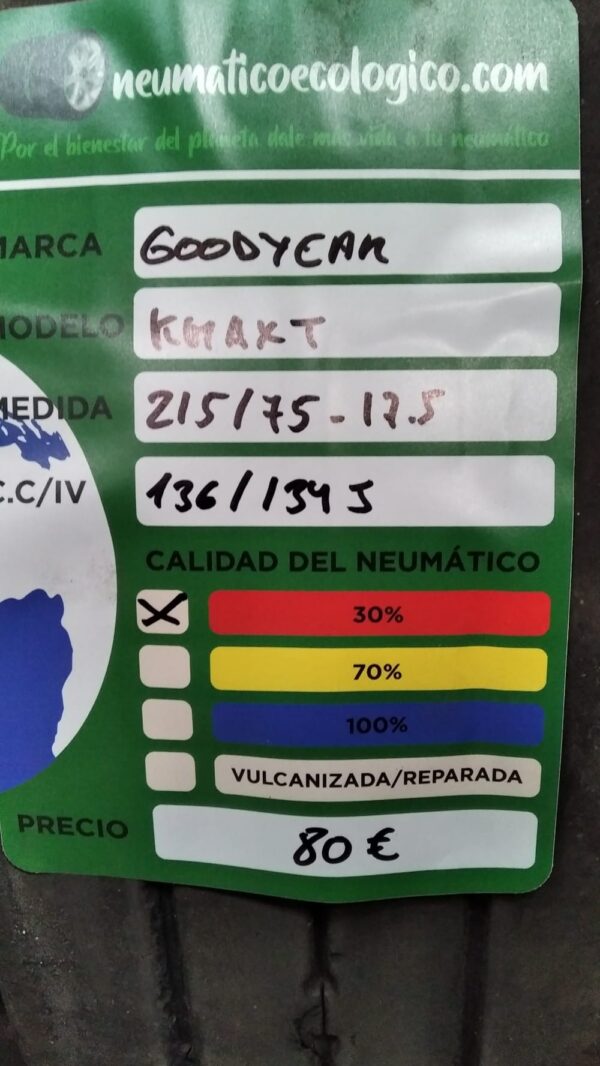 neumaticoecologico.com
Por el bienestar del planeta dale más vida a tu neumático
MARCA GOODYEAR
MODELO KMAXT
MEDIDA 215/75-17.5
C.C/IV 136/134J
CALIDAD DEL NEUMÁTICO
X 30%
70%
100%
VULCANIZADA/REPARADA
PRECIO 80 €